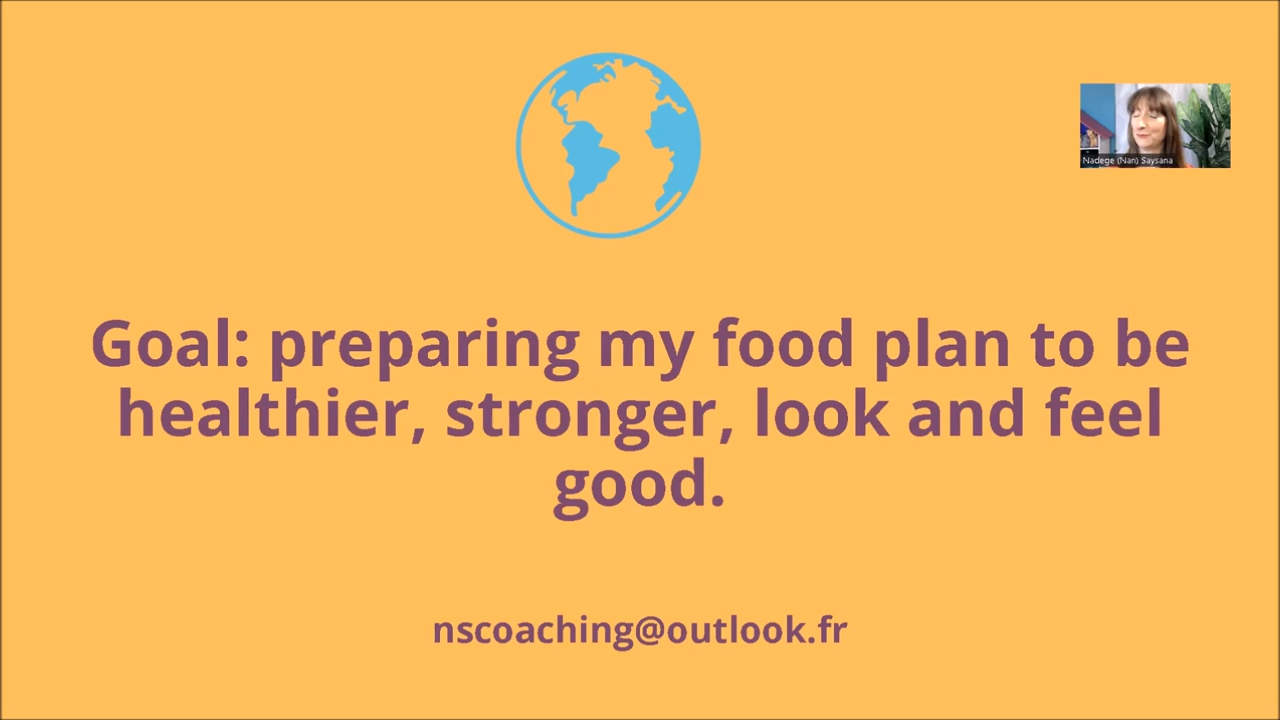 Nadege (Nan) Saysana
Goal: preparing my food plan to be
healthier, stronger, look and feel
good.
nscoaching@outlook.fr